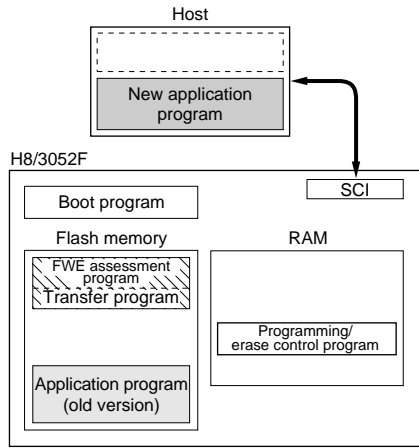 Host
New application
program
H8/3052F
SCI
Boot program
Flash memory
RAM
FWE assessment
program
Transfer program
Programming/
erase control program
Application program
(old version)